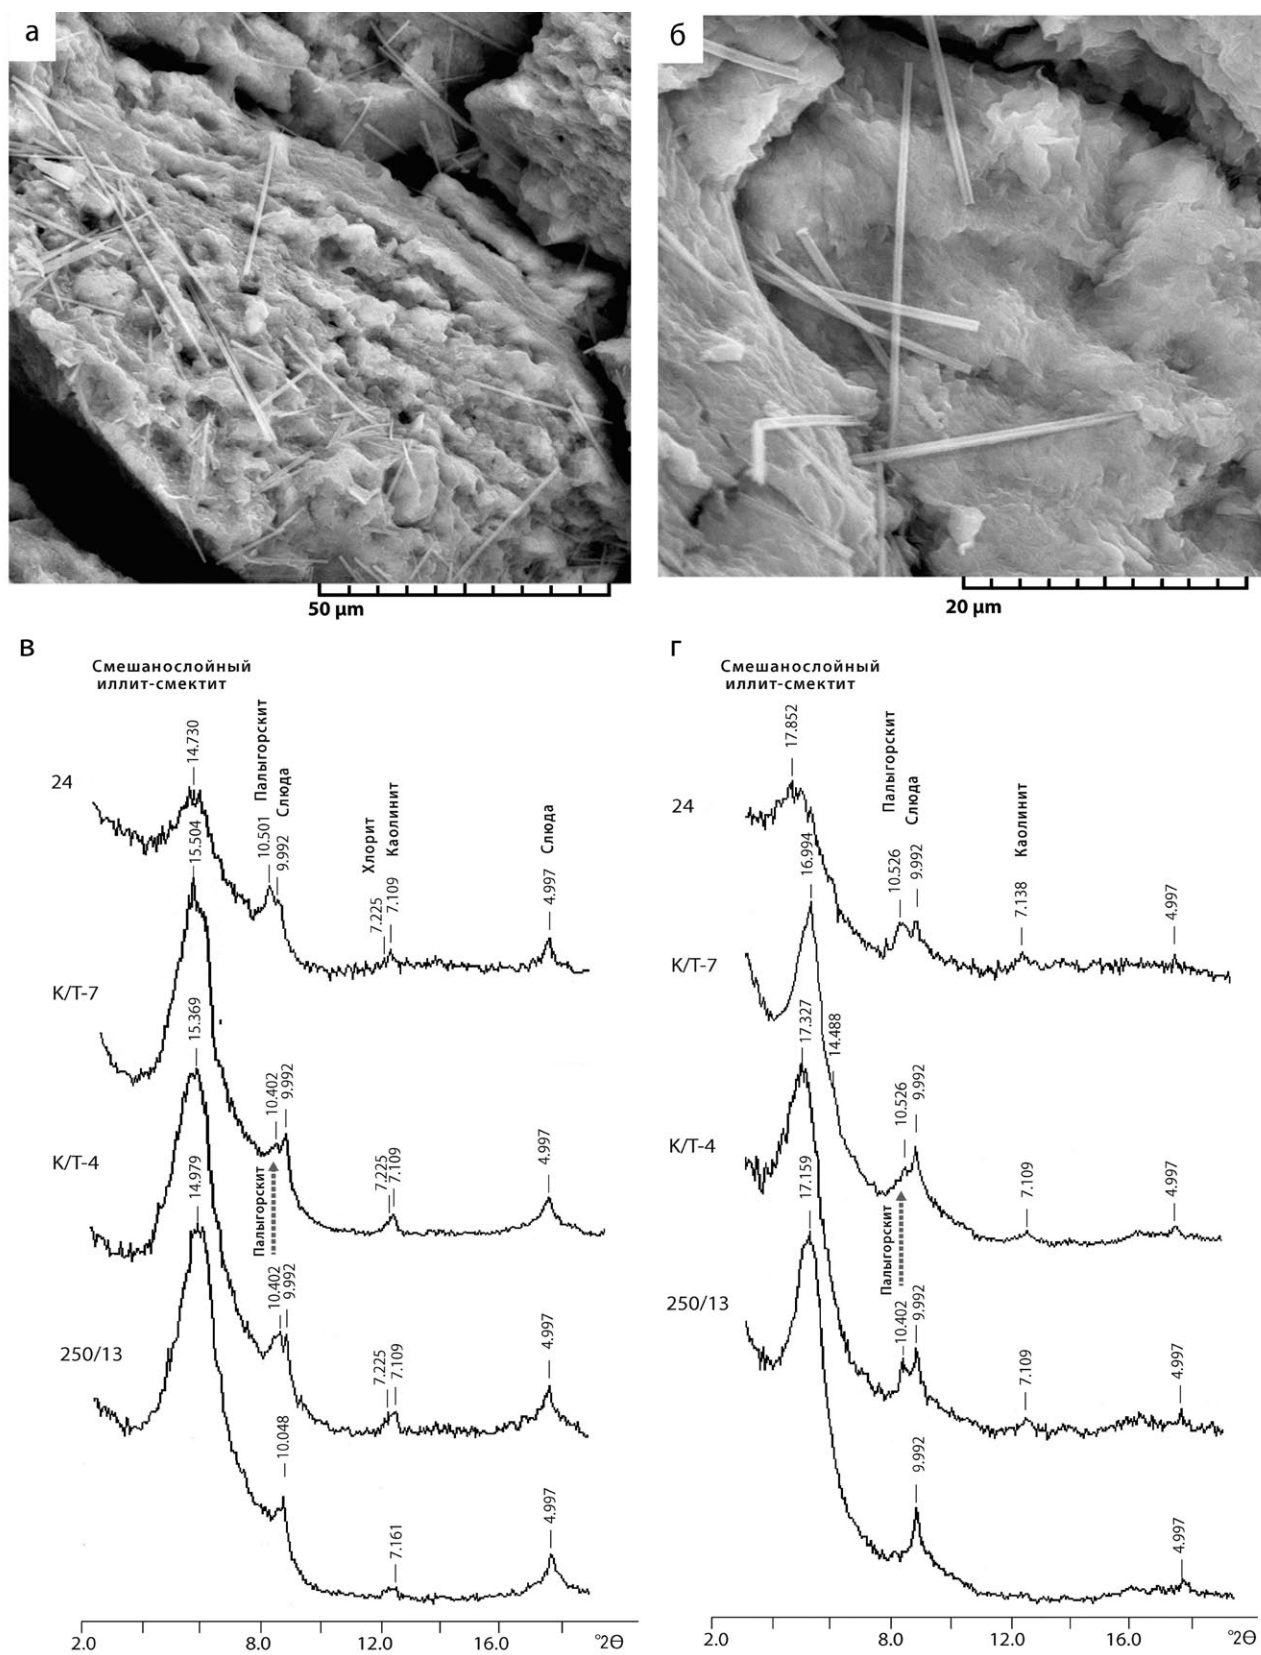 а
б
50 µm
20 µm
в
Смешанослойный
иллит-смектит
24
14.730
Палыгорскит
10.501
Слюда
9.992
Хлорит
7.225
Каолинит
7.109
Слюда
4.997
К/Т-7
15.504
10.402
9.992
7.225
7.109
4.997
К/Т-4
15.369
Палыгорскит
10.402
9.992
7.225
7.109
4.997
250/13
14.979
10.048
7.161
4.997
2.0
8.0
12.0
16.0
°2Θ
г
Смешанослойный
иллит-смектит
24
17.852
Палыгорскит
10.526
Слюда
9.992
Каолинит
7.138
4.997
К/Т-7
16.994
14.488
10.526
9.992
7.109
4.997
К/Т-4
17.327
Палыгорскит
10.402
9.992
7.109
4.997
250/13
17.159
9.992
4.997
2.0
8.0
12.0
16.0
°2Θ